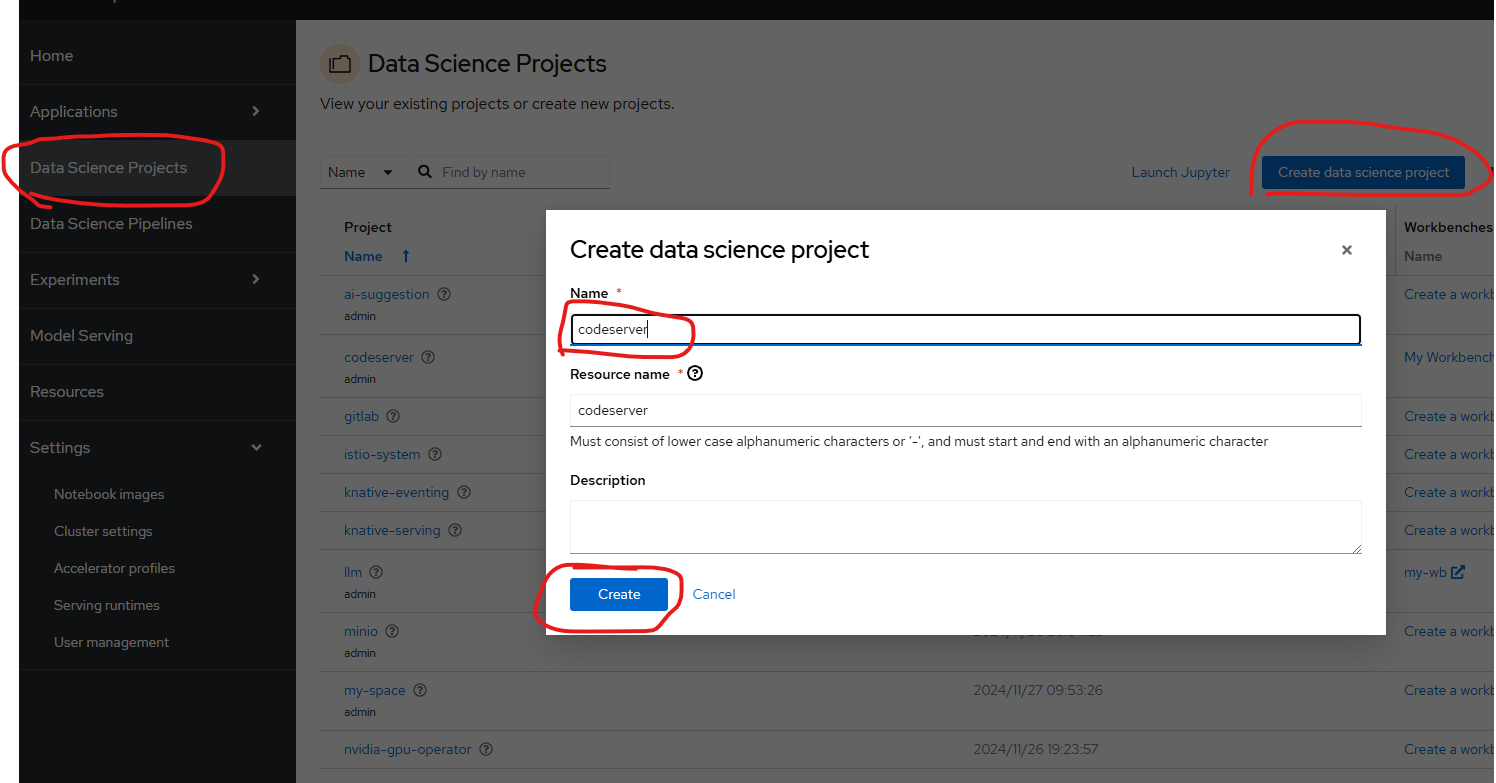 Home
Applications
Data Science Projects
Data Science Pipelines
Experiments
Model Serving
Resources
Settings
Notebook images
Cluster settings
Accelerator profiles
Serving runtimes
User management
Data Science Projects
View your existing projects or create new projects.
Name Find by name Launch Jupyter Create data science project
Project Workbenches
Name Name
ai-suggestion Create a workb
admin
codeserver My Workbench
admin
gitlab Create a workb
istio-system Create a workb
knative-eventing Create a workb
knative-serving Create a workb
llm my-wb
admin
minio Create a workb
admin
my-space 2024/11/27 09:53:26 Create a workb
admin
nvidia-gpu-operator 2024/11/26 19:23:57 Create a workb
Create data science project
Name *
codeserver
Resource name *
codeserver
Must consist of lower case alphanumeric characters or '-', and must start and end with an alphanumeric character
Description
Create Cancel